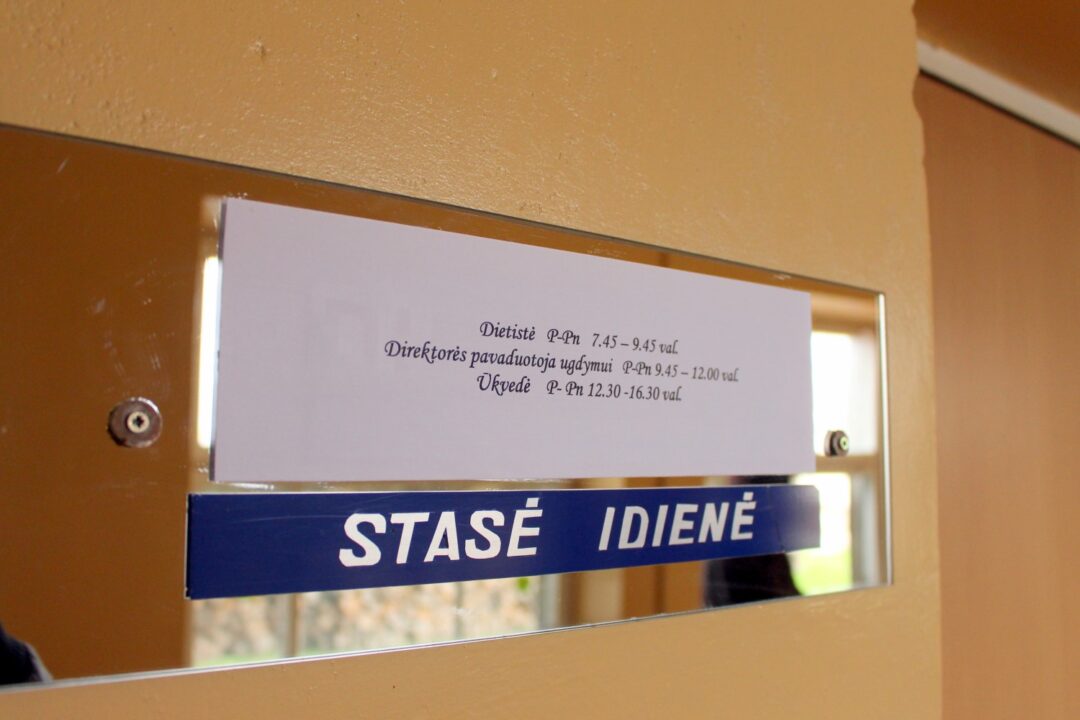 Dietistė P-Pn 7.45 – 9.45 val.
Direktorės pavaduotoja ugdymui P-Pn 9.45 – 12.00 val.
Ūkvedė P- Pn 12.30 -16.30 val.
STASĖ IDIENĖ